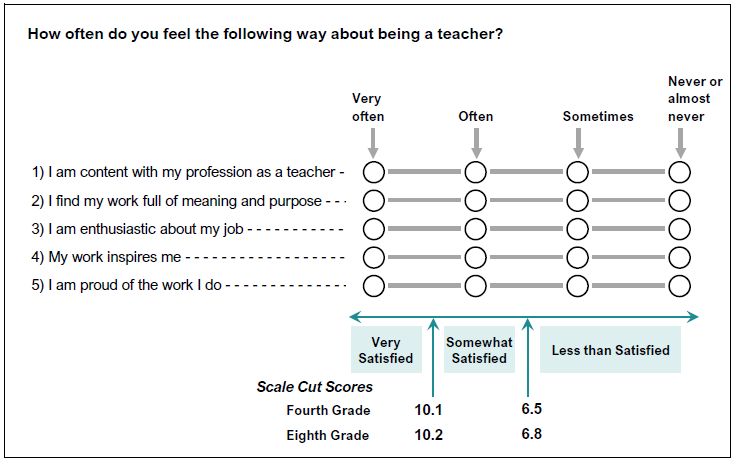 How often do you feel the following way about being a teacher?
Very often
Often
Sometimes
Never or almost never
1) I am content with my profession as a teacher -
2) I find my work full of meaning and purpose - - -
3) I am enthusiastic about my job - - - - - - - - - - -
4) My work inspires me - - - - - - - - - - - - - - - - - -
5) I am proud of the work I do - - - - - - - - - - - - -
Very Satisfied
Somewhat Satisfied
Less than Satisfied
Scale Cut Scores
Fourth Grade 10.1 6.5
Eighth Grade 10.2 6.8